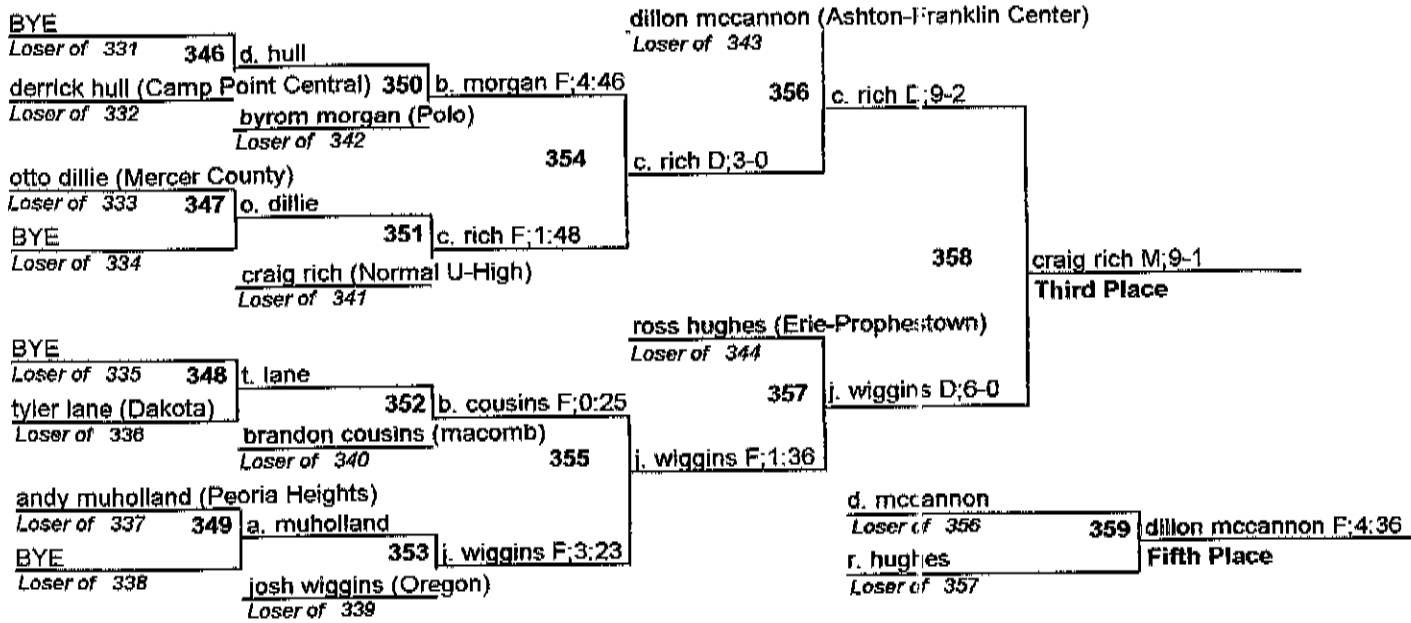 BYE
Loser of 331
346
d. hull
derrick hull (Camp Point Central)
Loser of 332
350
b. morgan F;4:46
byrom morgan (Polo)
Loser of 342
otto dillie (Mercer County)
Loser of 333
347
o. dillie
BYE
Loser of 334
351
c. rich F;1:48
craig rich (Normal U-High)
Loser of 341
354
c. rich D;3-0
dillon mccannon (Ashton-Franklin Center)
Loser of 343
356
c. rich D;9-2
BYE
Loser of 335
348
t. lane
tyler lane (Dakota)
Loser of 336
352
b. cousins F;0:25
brandon cousins (macomb)
Loser of 340
andy muholland (Peoria Heights)
Loser of 337
349
a. muholland
BYE
Loser of 338
353
j. wiggins F;3:23
josh wiggins (Oregon)
Loser of 339
355
j. wiggins F;1:36
ross hughes (Erie-Prophestown)
Loser of 344
357
j. wiggins D;6-0
358
craig rich M;9-1
Third Place
d. mccannon
Loser of 356
r. hughes
Loser of 357
359
dillon mccannon F;4:36
Fifth Place